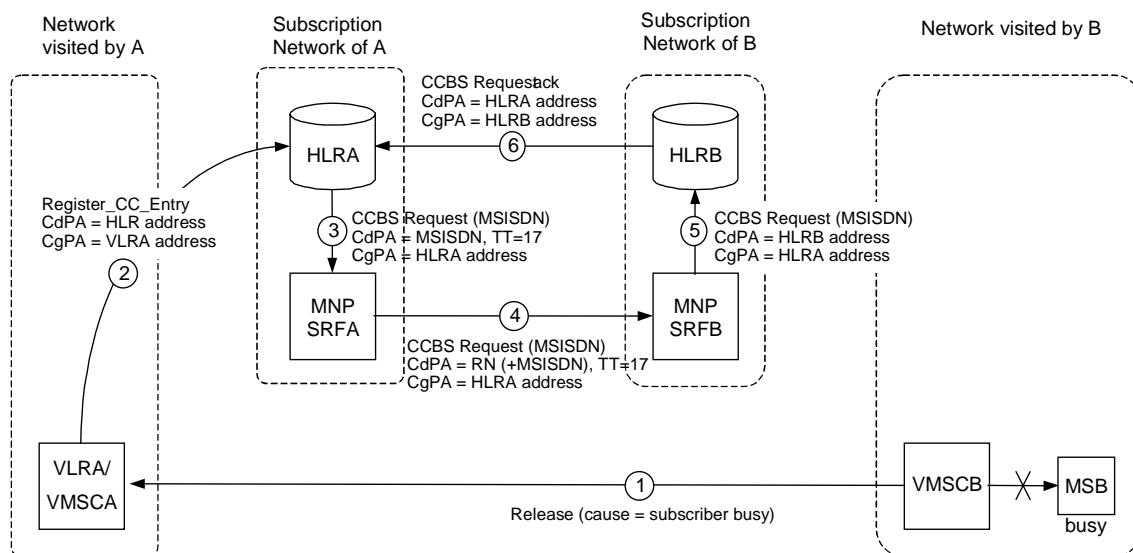 Network
visited by A
Subscription
Network of A
Subscription
Network of B
Network visited by B
CCBS Requestack
CdPA = HLRA address
CgPA = HLRB address
6
HLRA
HLRB
Register_CC_Entry
CdPA = HLR address
CgPA = VLRA address
2
3
CCBS Request (MSISDN)
CdPA = MSISDN, TT=17
CgPA = HLRA address
5
CCBS Request (MSISDN)
CdPA = HLRB address
CgPA = HLRA address
MNP
SRFA
4
MNP
SRFB
CCBS Request (MSISDN)
CdPA = RN (+MSISDN), TT=17
CgPA = HLRA address
VLRA/
VMSCA
1
Release (cause = subscriber busy)
VMSCB
MSB
busy